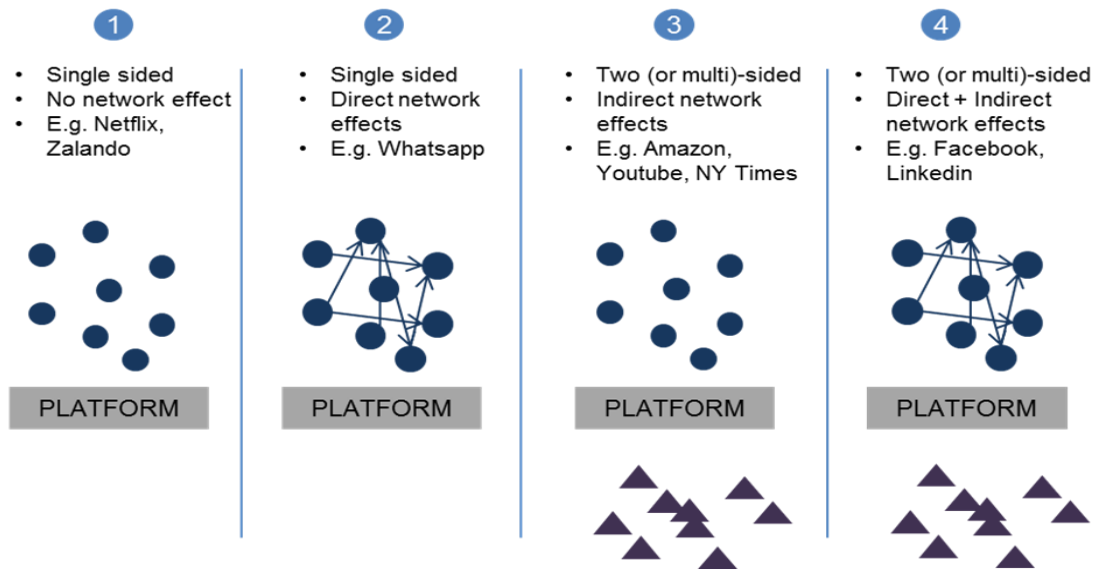 1
• Single sided
• No network effect
• E.g. Netflix,
Zalando
PLATFORM
2
• Single sided
• Direct network
effects
• E.g. Whatsapp
PLATFORM
3
• Two (or multi)-sided
• Indirect network
effects
• E.g. Amazon,
Youtube, NY Times
PLATFORM
4
• Two (or multi)-sided
• Direct + Indirect
network effects
• E.g. Facebook,
Linkedin
PLATFORM